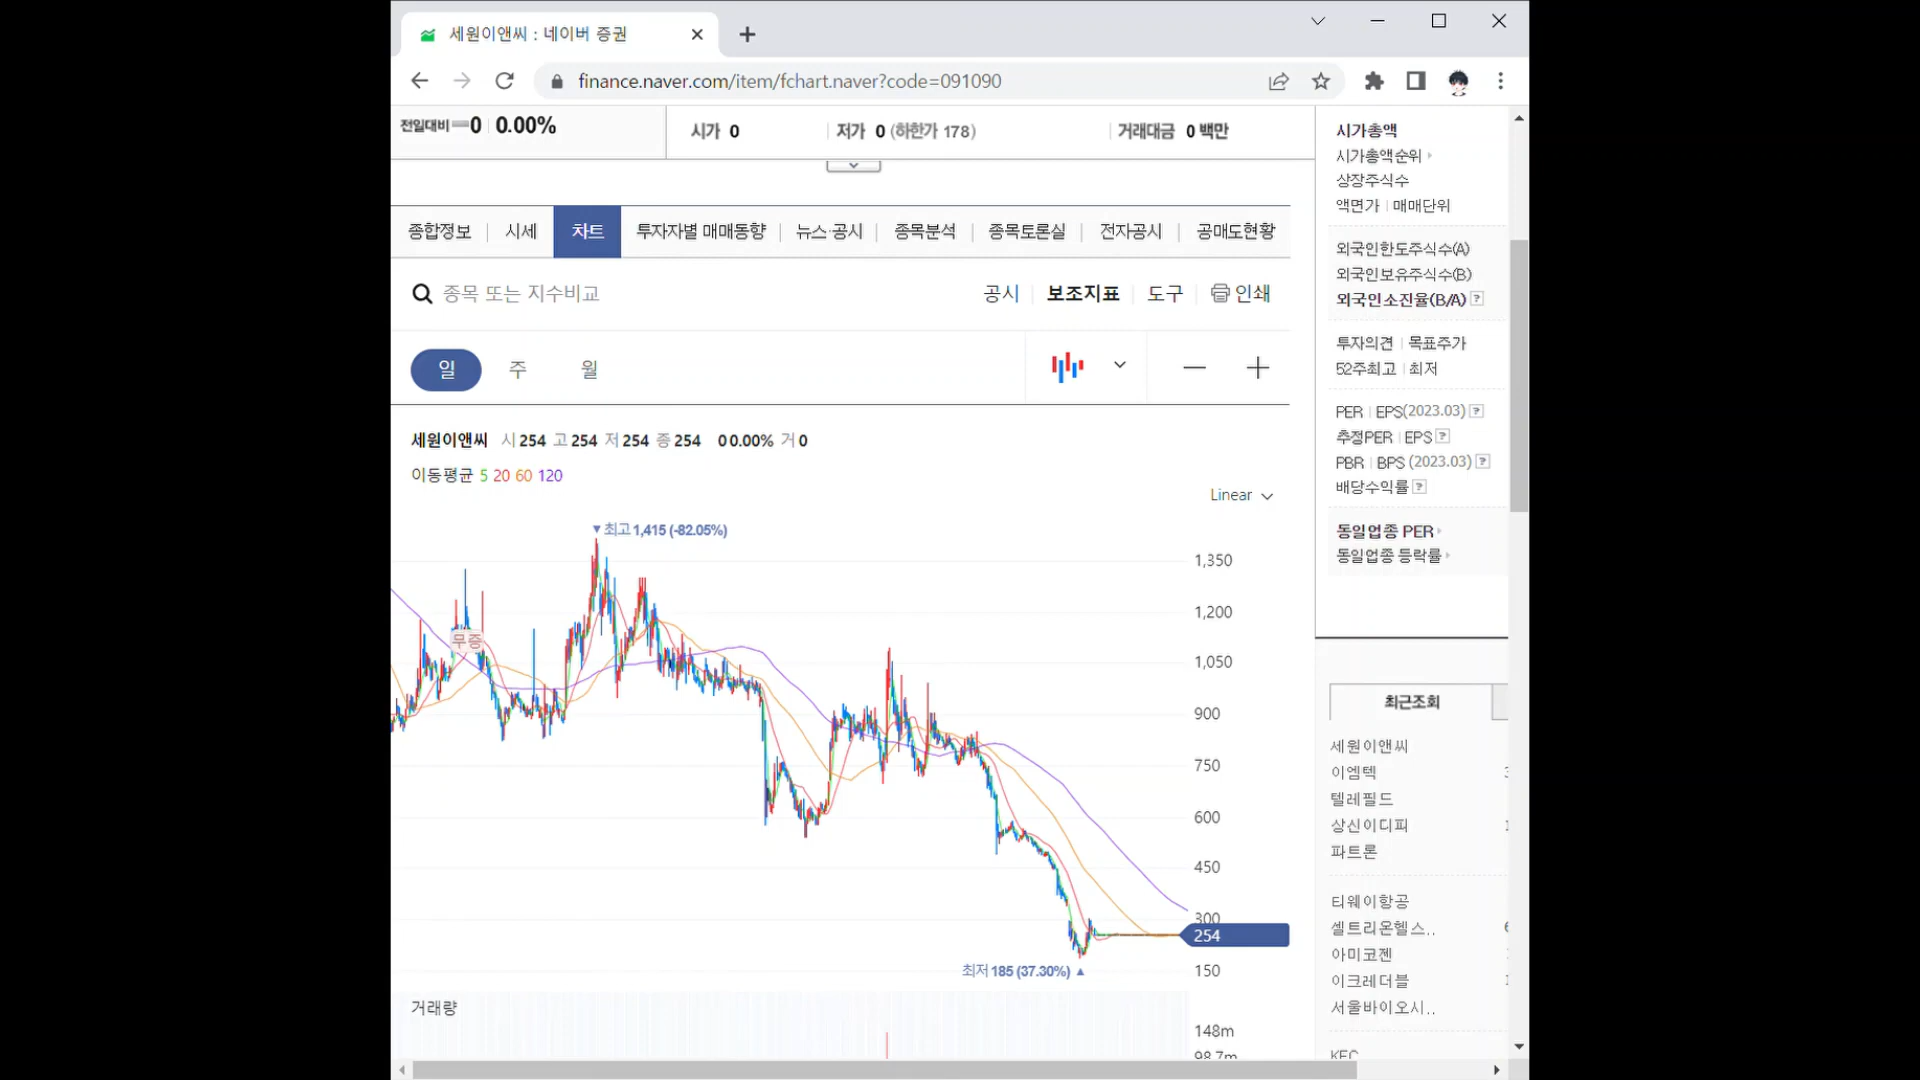 세원이앤씨 : 네이버 증권
finance.naver.com/item/fchart.naver?code=091090
전일대비 0 0.00%
시가 0 저가 0 (하한가 178) 거래대금 0 백만
종합정보 시세 차트 투자자별 매매동향 뉴스·공시 종목분석 종목토론실 전자공시 공매도현황
종목 또는 지수비교 공시 보조지표 도구 인쇄
일 주 월
세원이앤씨 시 254 고 254 저 254 종 254 0 0.00% 거 0
이동평균 5 20 60 120
Linear
▼최고 1,415 (-82.05%)
무증
1,350
1,200
1,050
900
750
600
450
300
254
최저 185 (37.30%) ▲
150
거래량
148m
98.7m
시가총액
시가총액순위
상장주식수
액면가 매매단위
외국인한도주식수(A)
외국인보유주식수(B)
외국인소진율(B/A) ?
투자의견 목표주가
52주최고 최저
PER EPS(2023.03) ?
추정PER EPS ?
PBR BPS (2023.03) ?
배당수익률 ?
동일업종 PER
동일업종 등락률
최근조회
세원이앤씨
이엠텍
텔레필드
상신이디피
파트론
티웨이항공
셀트리온헬스..
아미코젠
이크레더블
서울바이오시..
KEC